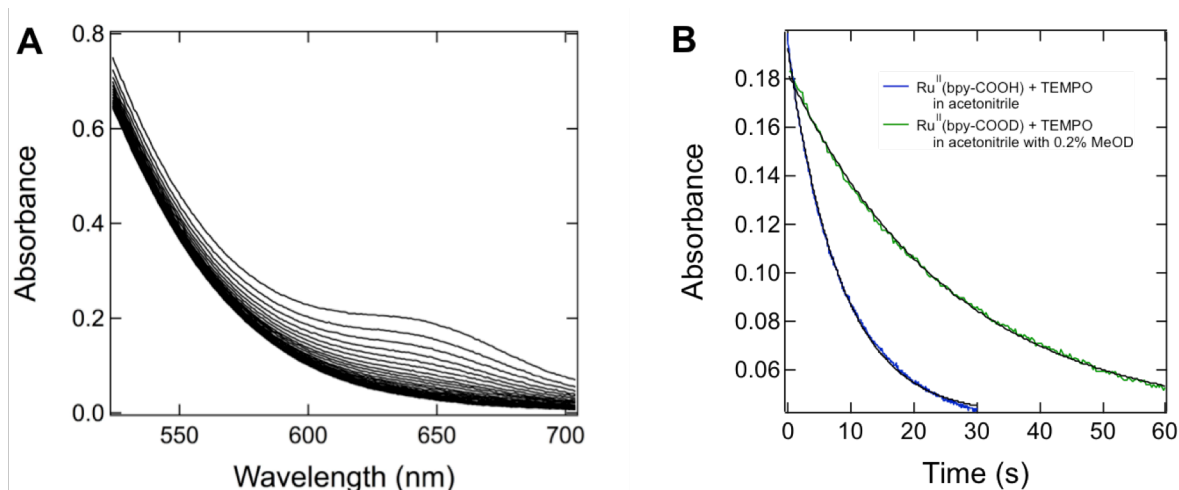 A
0.8
0.6
0.4
0.2
0.0
Absorbance
550 600 650 700
Wavelength (nm)
B
0.18
0.16
0.14
0.12
0.10
0.08
0.06
Absorbance
Ru^II(bpy-COOH) + TEMPO
in acetonitrile
Ru^II(bpy-COOD) + TEMPO
in acetonitrile with 0.2% MeOD
0 10 20 30 40 50 60
Time (s)